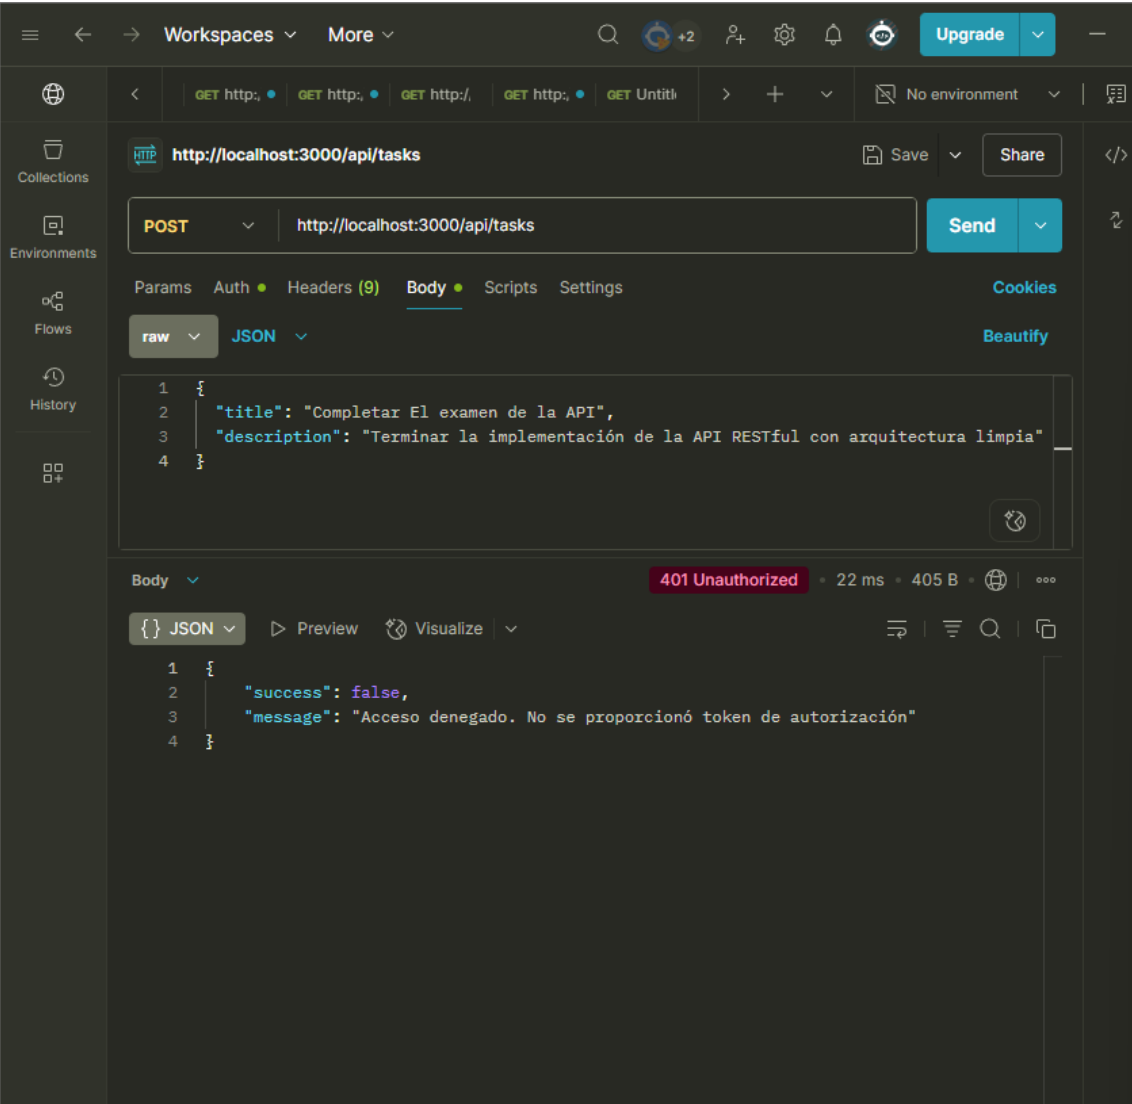 Workspaces More +2 Upgrade
GET http:, GET http:, GET http:/, GET http:, GET Untitl No environment
Collections
Environments
Flows
History
HTTP http://localhost:3000/api/tasks Save Share
POST http://localhost:3000/api/tasks Send
Params Auth Headers (9) Body Scripts Settings Cookies
raw JSON Beautify
1 {
2 "title": "Completar El examen de la API",
3 "description": "Terminar la implementación de la API RESTful con arquitectura limpia"
4 }
Body 401 Unauthorized 22 ms 405 B
{} JSON Preview Visualize
1 {
2 "success": false,
3 "message": "Acceso denegado. No se proporcionó token de autorización"
4 }